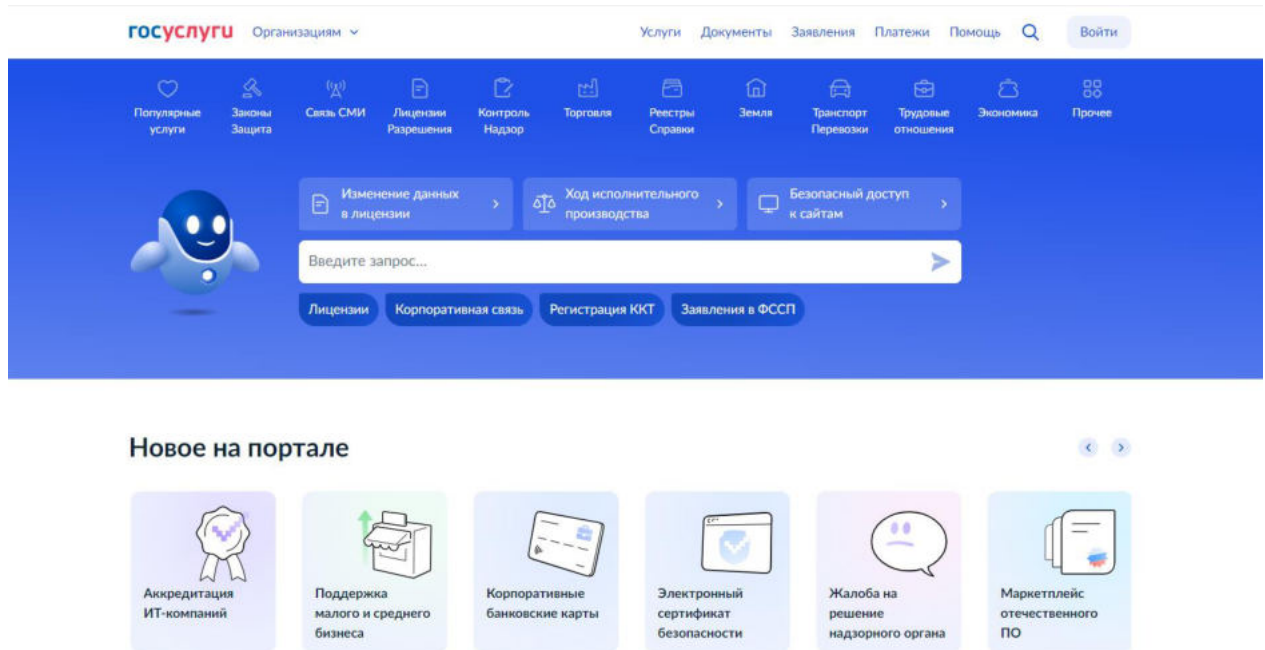 госуслуги Организациям Услуги Документы Заявления Платежи Помощь Войти
Популярные услуги
Законы Защита
Связь СМИ
Лицензии Разрешения
Контроль Надзор
Торговля
Реестры Справки
Земля
Транспорт Перевозки
Трудовые отношения
Экономика
Прочее
Изменение данных
в лицензии
Ход исполнительного
производства
Безопасный доступ
к сайтам
Введите запрос...
Лицензии Корпоративная связь Регистрация ККТ Заявления в ФССП
Новое на портале
Аккредитация
ИТ-компаний
Поддержка
малого и среднего
бизнеса
Корпоративные
банковские карты
Электронный
сертификат
безопасности
Жалоба на
решение
надзорного органа
Маркетплейс
отечественного
ПО